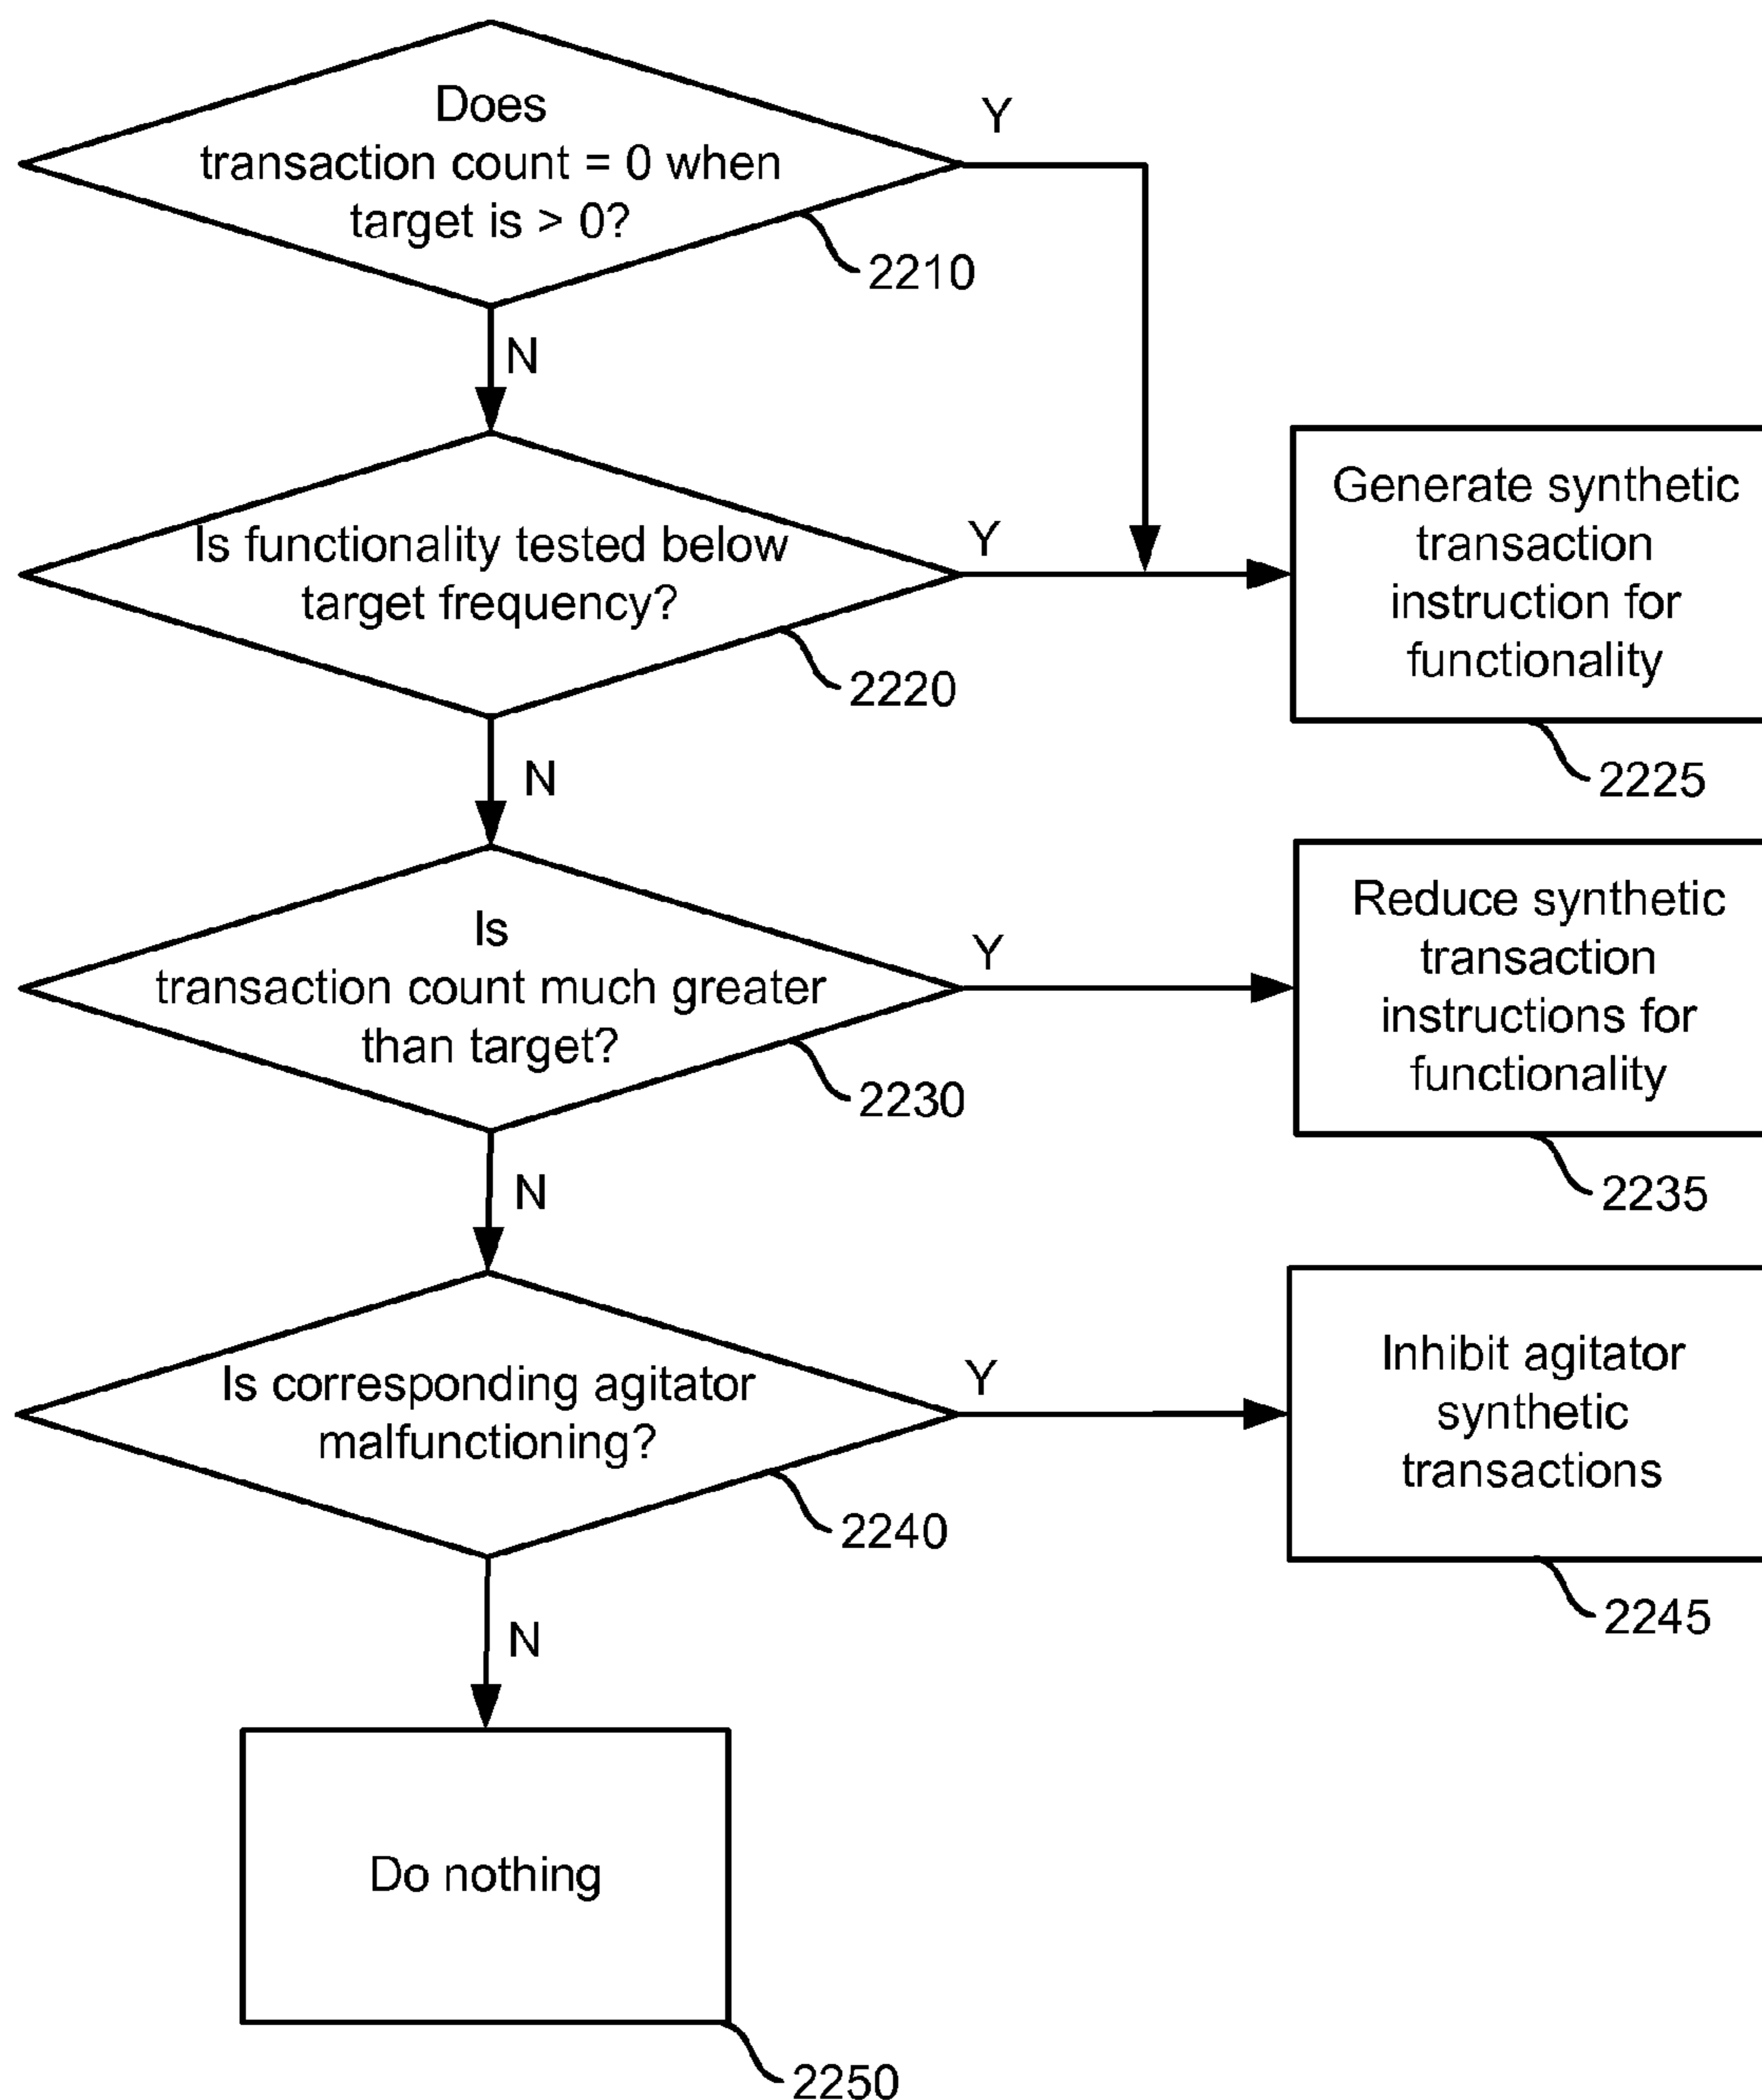 Does
transaction count = 0 when
target is > 0?
Y
2210
N
Is functionality tested below
target frequency?
Y
2220
Generate synthetic
transaction
instruction for
functionality
2225
N
Is
transaction count much greater
than target?
Y
2230
Reduce synthetic
transaction
instructions for
functionality
2235
N
Is corresponding agitator
malfunctioning?
Y
2240
Inhibit agitator
synthetic
transactions
2245
N
Do nothing
2250